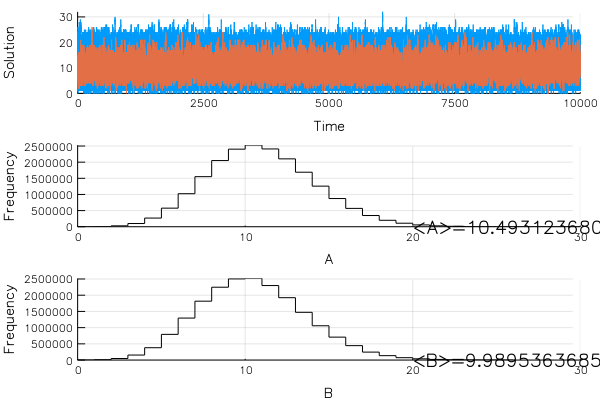 Solution
30
20
10
0
0 2500 5000 7500 10000
Time
Frequency
2500000
2000000
1500000
1000000
500000
0
<A>=10.493123680
0 10 20 30
A
Frequency
2500000
2000000
1500000
1000000
500000
0
<B>=9.9895363685
0 10 20 30
B